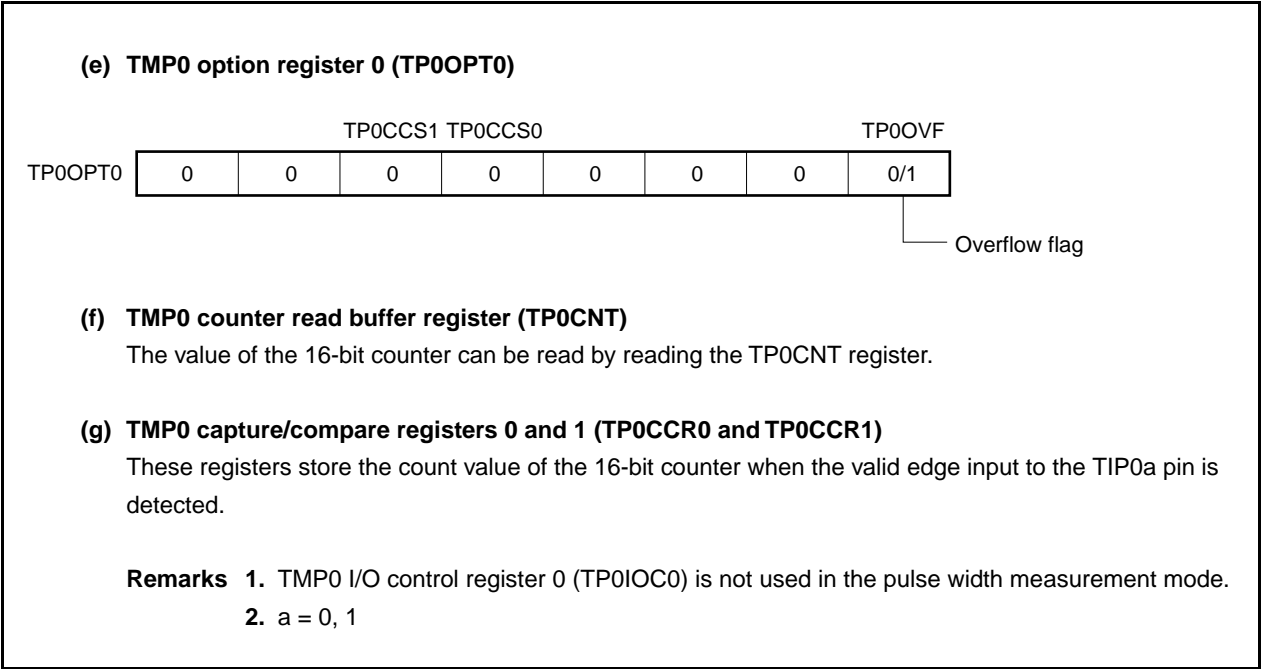 (e) TMP0 option register 0 (TP0OPT0)
TP0CCS1 TP0CCS0 TP0OVF
TP0OPT0 0 0 0 0 0 0 0 0/1
Overflow flag
(f) TMP0 counter read buffer register (TP0CNT)
The value of the 16-bit counter can be read by reading the TP0CNT register.
(g) TMP0 capture/compare registers 0 and 1 (TP0CCR0 and TP0CCR1)
These registers store the count value of the 16-bit counter when the valid edge input to the TIP0a pin is
detected.
Remarks 1. TMP0 I/O control register 0 (TP0IOC0) is not used in the pulse width measurement mode.
2. a = 0, 1